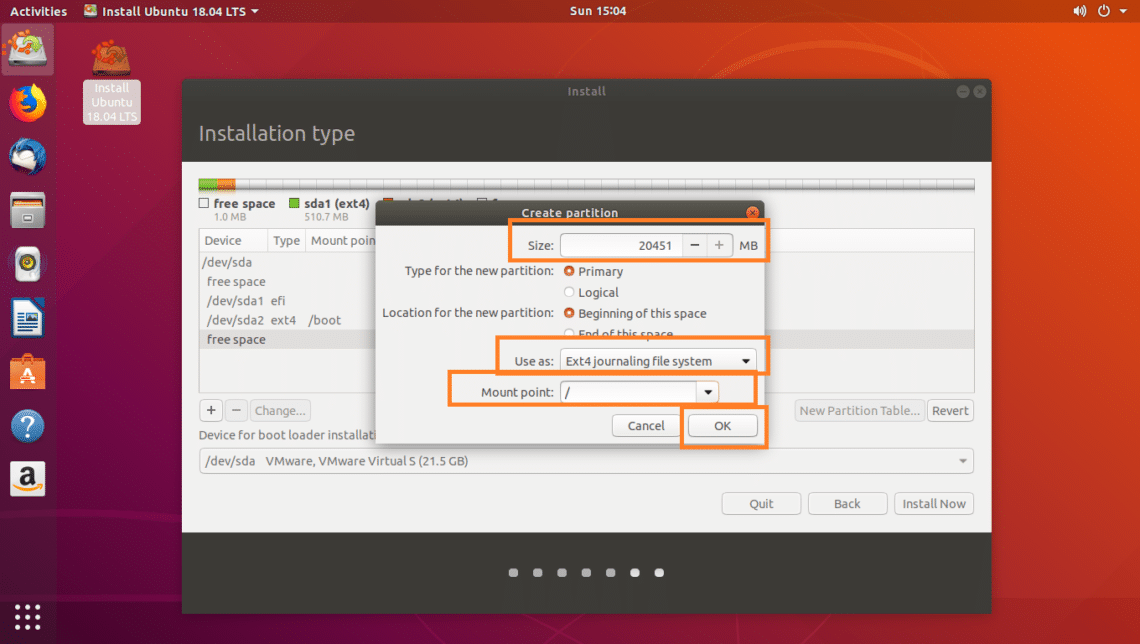 Activities Install Ubuntu 18.04 LTS Sun 15:04
Install
Ubuntu
18.04 LTS
Install
Installation type
free space sda1 (ext4)
1.0 MB 510.7 MB
Device Type Mount poin
/dev/sda
free space
/dev/sda1 efi
/dev/sda2 ext4 /boot
free space
+ − Change... New Partition Table... Revert
Device for boot loader installati
/dev/sda VMware, VMware Virtual S (21.5 GB)
Quit Back Install Now
Create partition
Size: 20451 − + MB
Type for the new partition: Primary
Logical
Location for the new partition: Beginning of this space
End of this space
Use as: Ext4 journaling file system
Mount point: /
Cancel OK
?
a